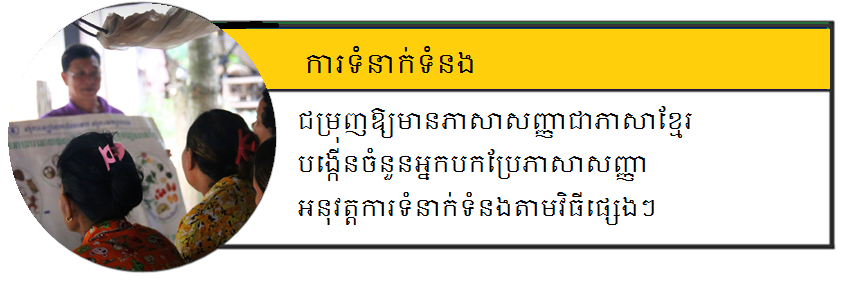 ការទំនាក់ទំនង
ជម្រុញឱ្យមានភាសាសញ្ញាជាភាសាខ្មែរ
បង្កើនចំនួនអ្នកបកប្រែភាសាសញ្ញា
អនុវត្តការទំនាក់ទំនងតាមវិធីផ្សេងៗ